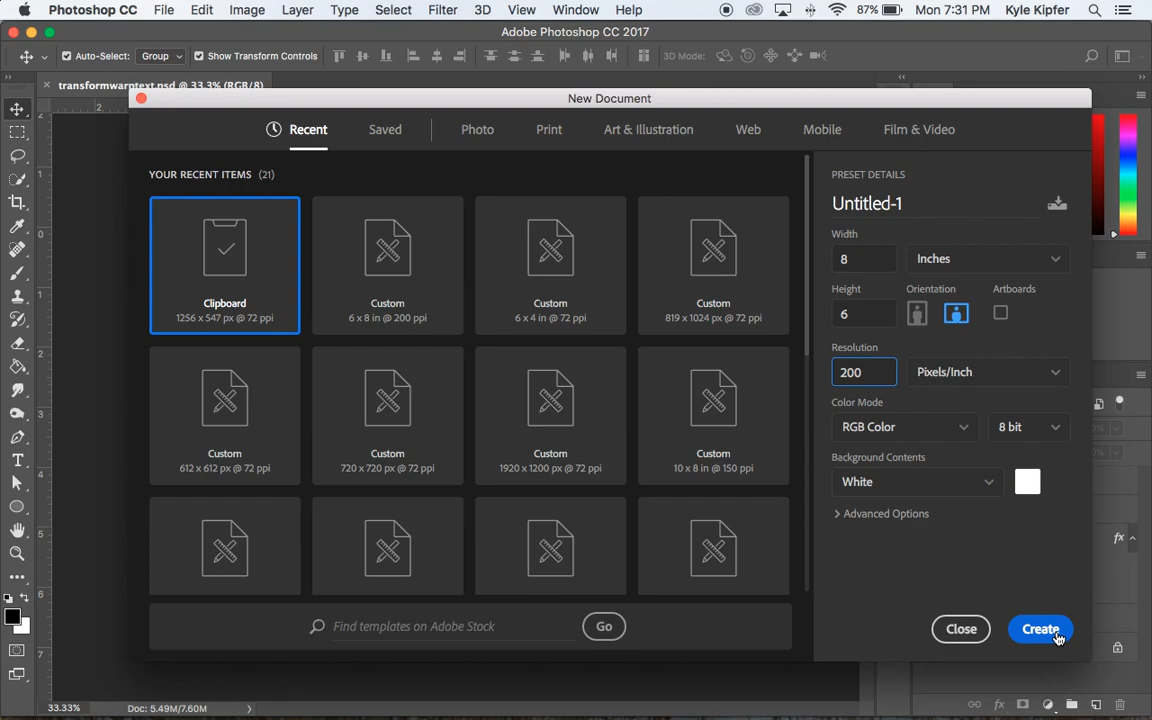 Photoshop CC File Edit Image Layer Type Select Filter 3D View Window Help 87% Mon 7:31 PM Kyle Kipfer
Adobe Photoshop CC 2017
Auto-Select: Group Show Transform Controls 3D Mode:
transformwarptext.psd @ 33.3% (RGB/8)
New Document
Recent Saved Photo Print Art & Illustration Web Mobile Film & Video
YOUR RECENT ITEMS (21)
Clipboard
1256 x 547 px @ 72 ppi
Custom
6 x 8 in @ 200 ppi
Custom
6 x 4 in @ 72 ppi
Custom
819 x 1024 px @ 72 ppi
Custom
612 x 612 px @ 72 ppi
Custom
720 x 720 px @ 72 ppi
Custom
1920 x 1200 px @ 72 ppi
Custom
10 x 8 in @ 150 ppi
Find templates on Adobe Stock Go
PRESET DETAILS
Untitled-1
Width
8 Inches
Height Orientation Artboards
6
Resolution
200 Pixels/Inch
Color Mode
RGB Color 8 bit
Background Contents
White
Advanced Options
Close Create
fx
33.33% Doc: 5.49M/7.60M
fx